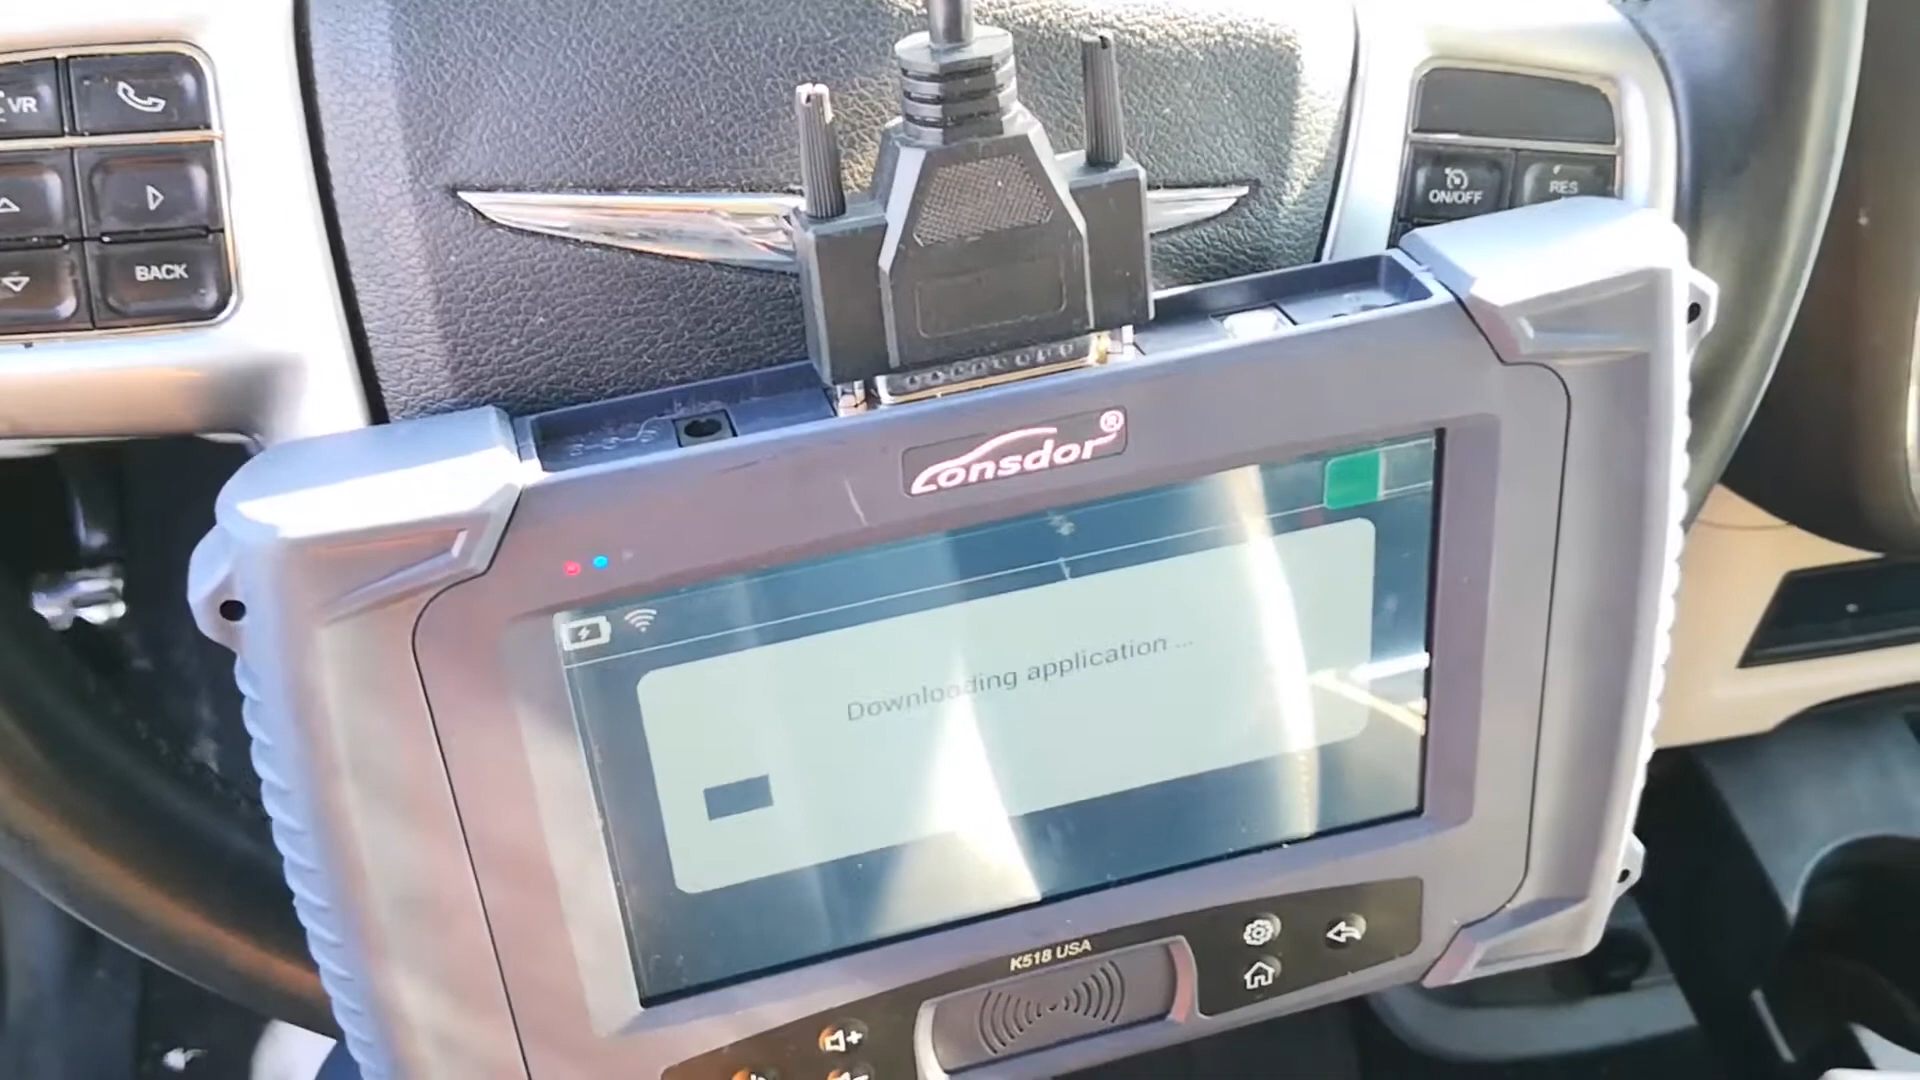 VR
BACK
ON/OFF
RES
Lonsdor®
Downloading application ...
K518 USA